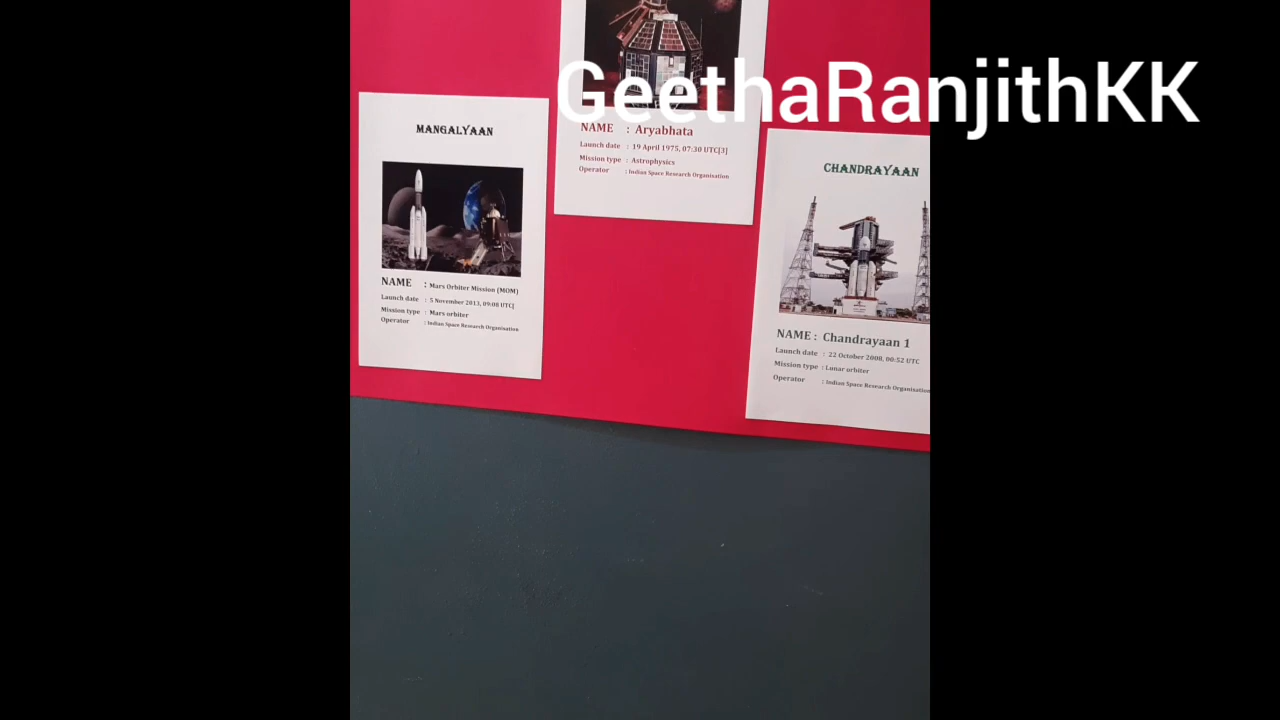 GeethaRanjithKK
MANGALYAAN
NAME : Mars Orbiter Mission (MOM)
Launch date : 5 November 2013, 09:08 UTC[
Mission type : Mars orbiter
Operator : Indian Space Research Organisation
NAME : Aryabhata
Launch date : 19 April 1975, 07:30 UTC[3]
Mission type : Astrophysics
Operator : Indian Space Research Organisation
CHANDRAYAAN
NAME : Chandrayaan 1
Launch date : 22 October 2008, 00:52 UTC
Mission type : Lunar orbiter
Operator : Indian Space Research Organisation